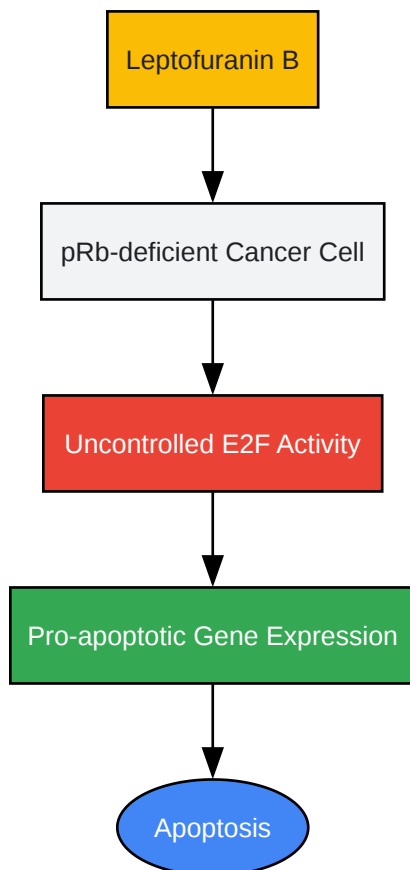 Leptofuranin B
pRb-deficient Cancer Cell
Uncontrolled E2F Activity
Pro-apoptotic Gene Expression
Apoptosis